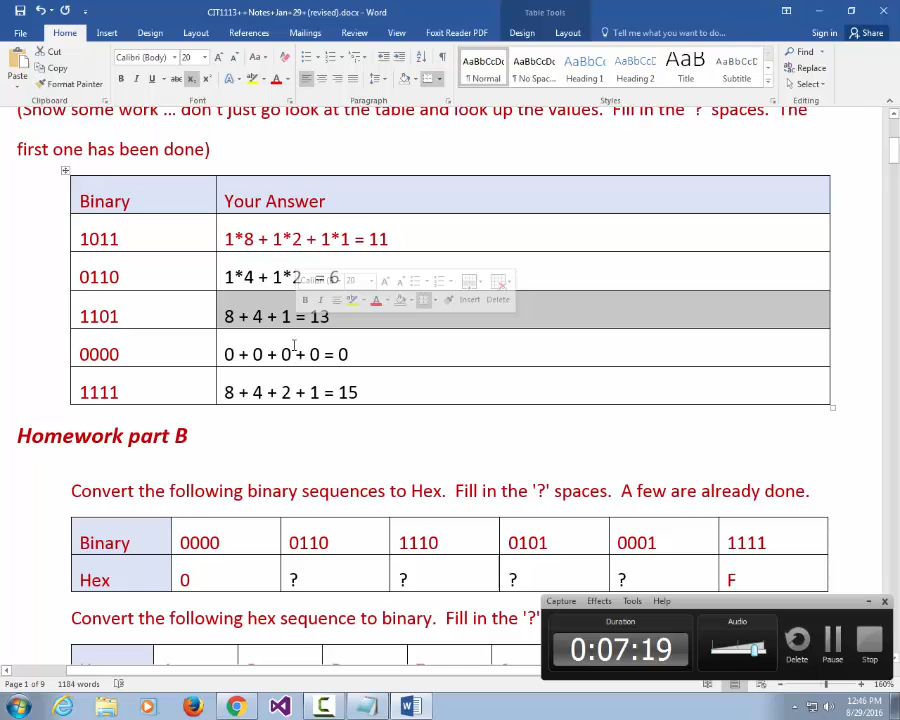 CIT1113++Notes+Jan+29+(revised).docx - Word
Table Tools
File Home Insert Design Layout References Mailings Review View Foxit Reader PDF Design Layout Tell me what you want to do... Sign in Share
Paste Cut Copy Format Painter
Calibri (Body) 20
AaBbCcDc AaBbCcDc AaBbCc AaBbCcD AaB AaBbCcD
¶ Normal ¶ No Spac... Heading 1 Heading 2 Title Subtitle
Find Replace Select
Clipboard Font Paragraph Styles Editing
(Show some work ... don't just go look at the table and look up the values. Fill in the '?' spaces. The
first one has been done)
Binary Your Answer
1011 1*8 + 1*2 + 1*1 = 11
0110 1*4 + 1*2 = 6
20
Insert Delete
1101 8 + 4 + 1 = 13
0000 0 + 0 + 0 + 0 = 0
1111 8 + 4 + 2 + 1 = 15
Homework part B
Convert the following binary sequences to Hex. Fill in the '?' spaces. A few are already done.
Binary 0000 0110 1110 0101 0001 1111
Hex 0 ? ? ? ? F
Convert the following hex sequence to binary. Fill in the '?'
Capture Effects Tools Help
Duration Audio
0:07:19
Delete Pause Stop
Page 1 of 9 1184 words 160%
12:46 PM
8/29/2016